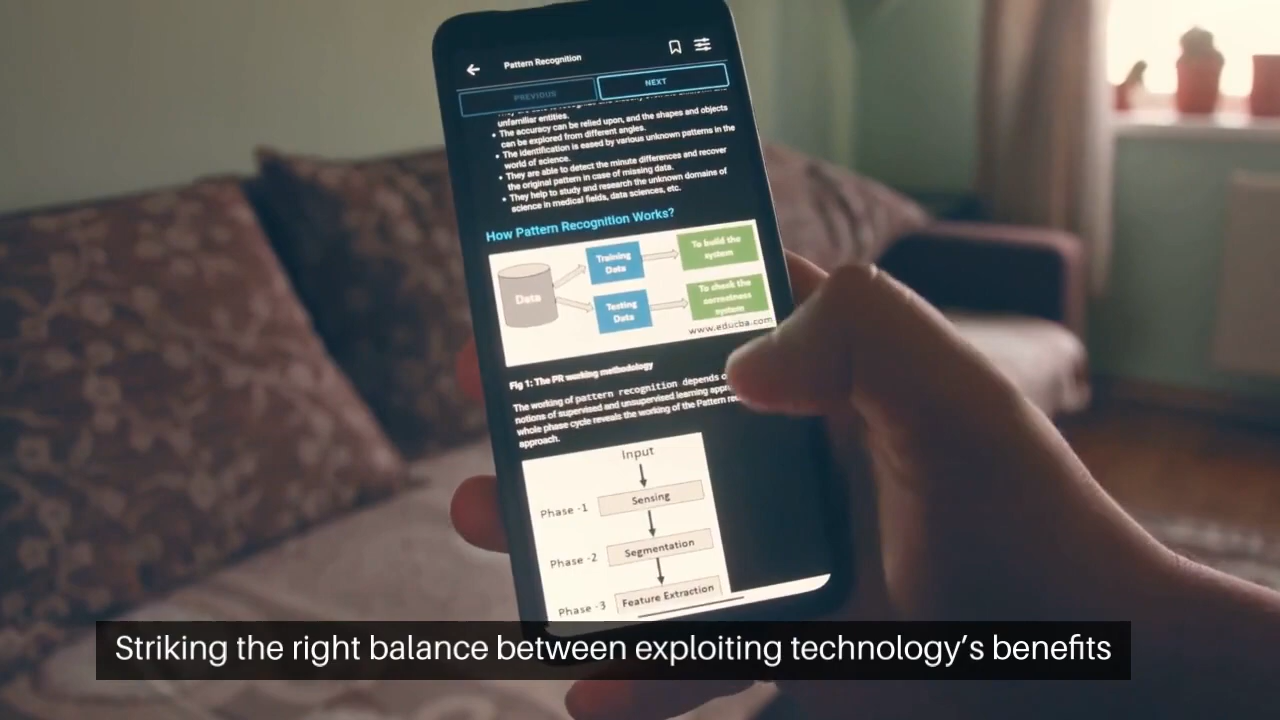 Pattern Recognition
PREVIOUS
NEXT
unfamiliar entities.
• The accuracy can be relied upon, and the shapes and objects
can be explored from different angles.
• The identification is eased by various unknown patterns in the
world of science.
• They are able to detect the minute differences and recover
the original pattern in case of missing data.
• They help to study and research the unknown domains of
science in medical fields, data sciences, etc.
How Pattern Recognition Works?
Data
Training
Data
To build the
system
Testing
Data
To check the
correctness
system
www.educba.com
Fig 1: The PR working methodology
The working of pattern recognition depends
notions of supervised and unsupervised learning
whole phase cycle reveals the working of the Pattern
approach.
Input
Phase -1
Sensing
Phase -2
Segmentation
Phase -3
Feature Extraction
Striking the right balance between exploiting technology’s benefits